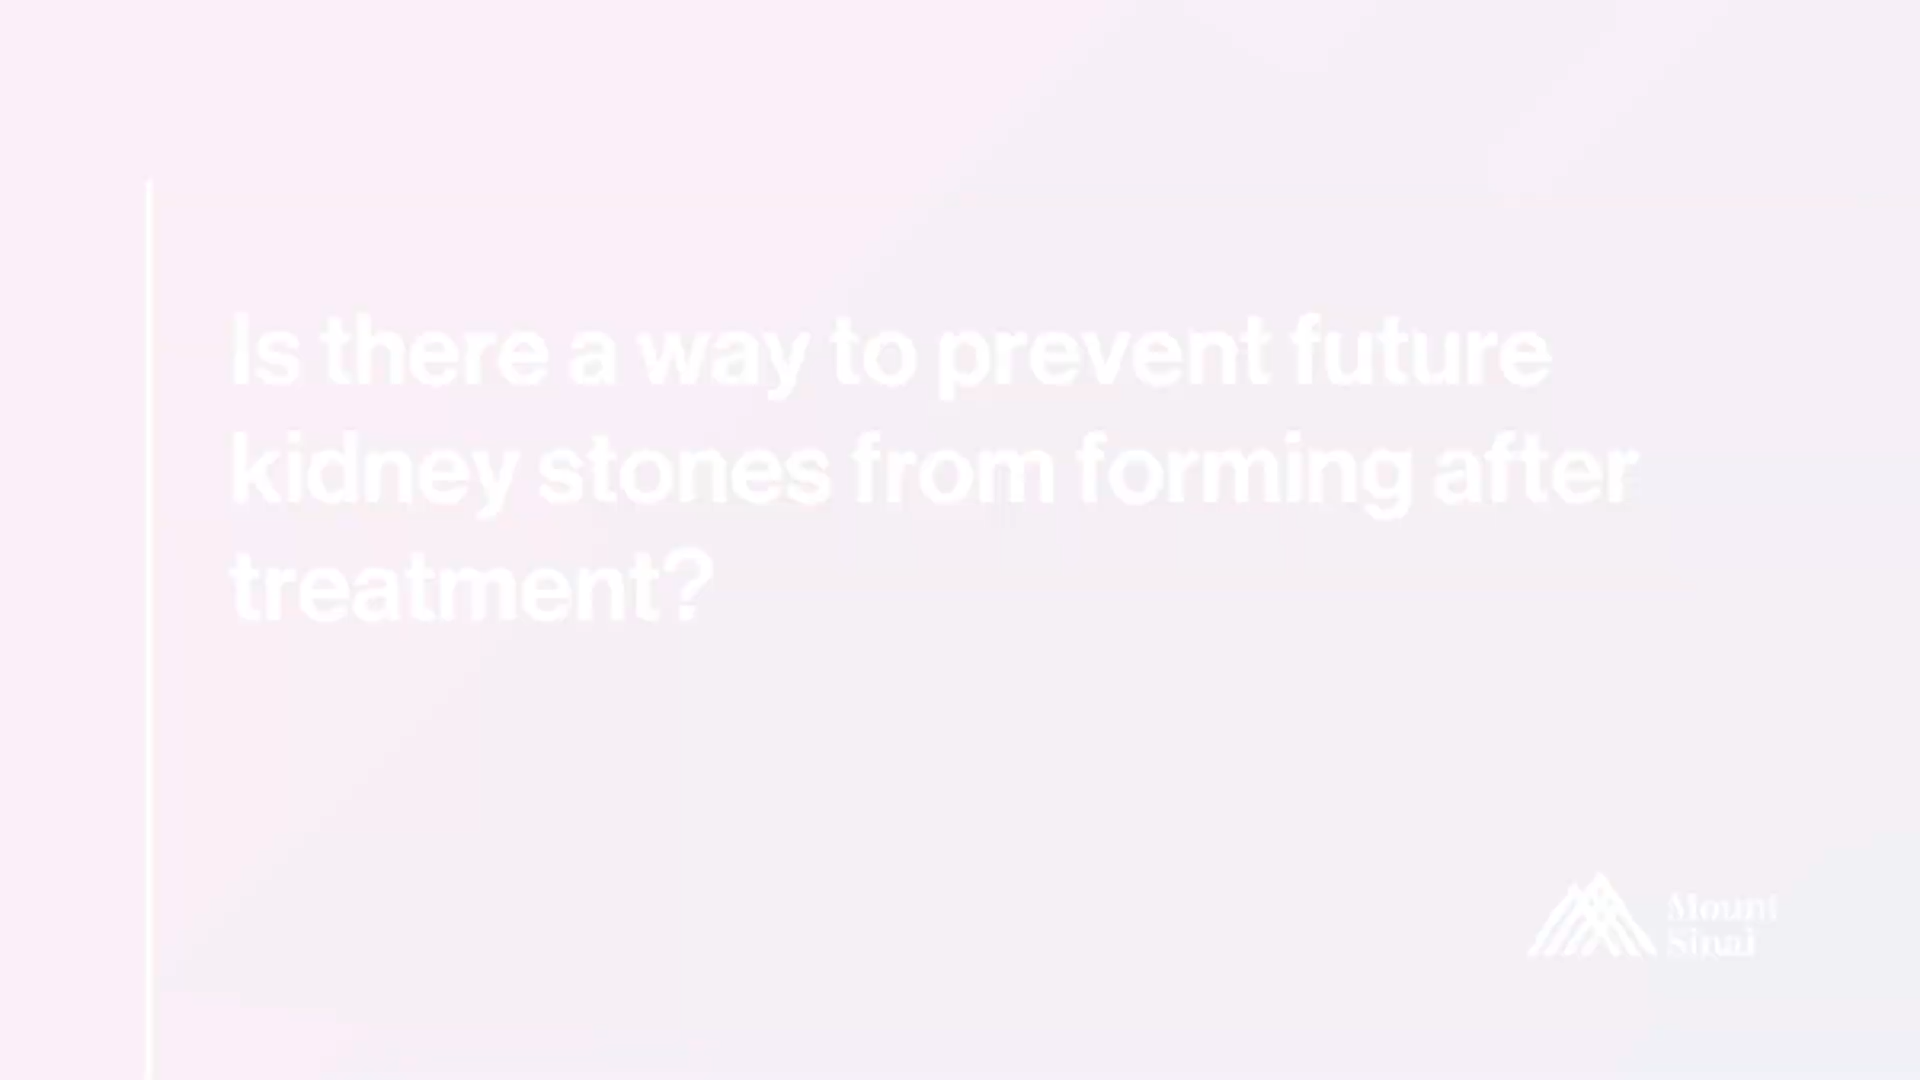 Is there a way to prevent future
kidney stones from forming after
treatment?
Mount
Sinai